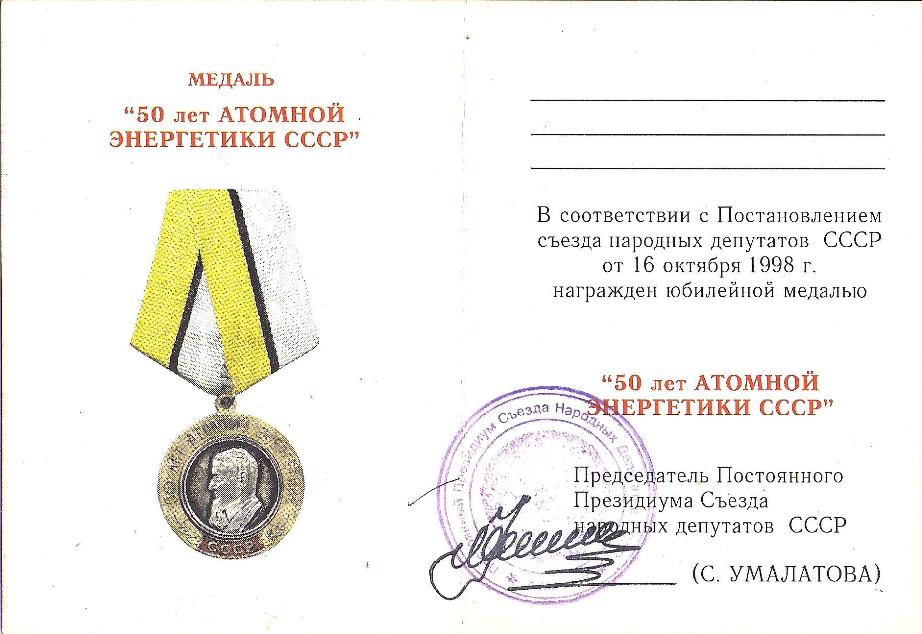 МЕДАЛЬ
“50 лет АТОМНОЙ
ЭНЕРГЕТИКИ СССР”
СССР
В соответствии с Постановлением
съезда народных депутатов СССР
от 16 октября 1998 г.
награжден юбилейной медалью
“50 лет АТОМНОЙ
ЭНЕРГЕТИКИ СССР”
Президиум Съезда Народных
Председатель Постоянного
Президиума Съезда
народных депутатов СССР
(С. УМАЛАТОВА)